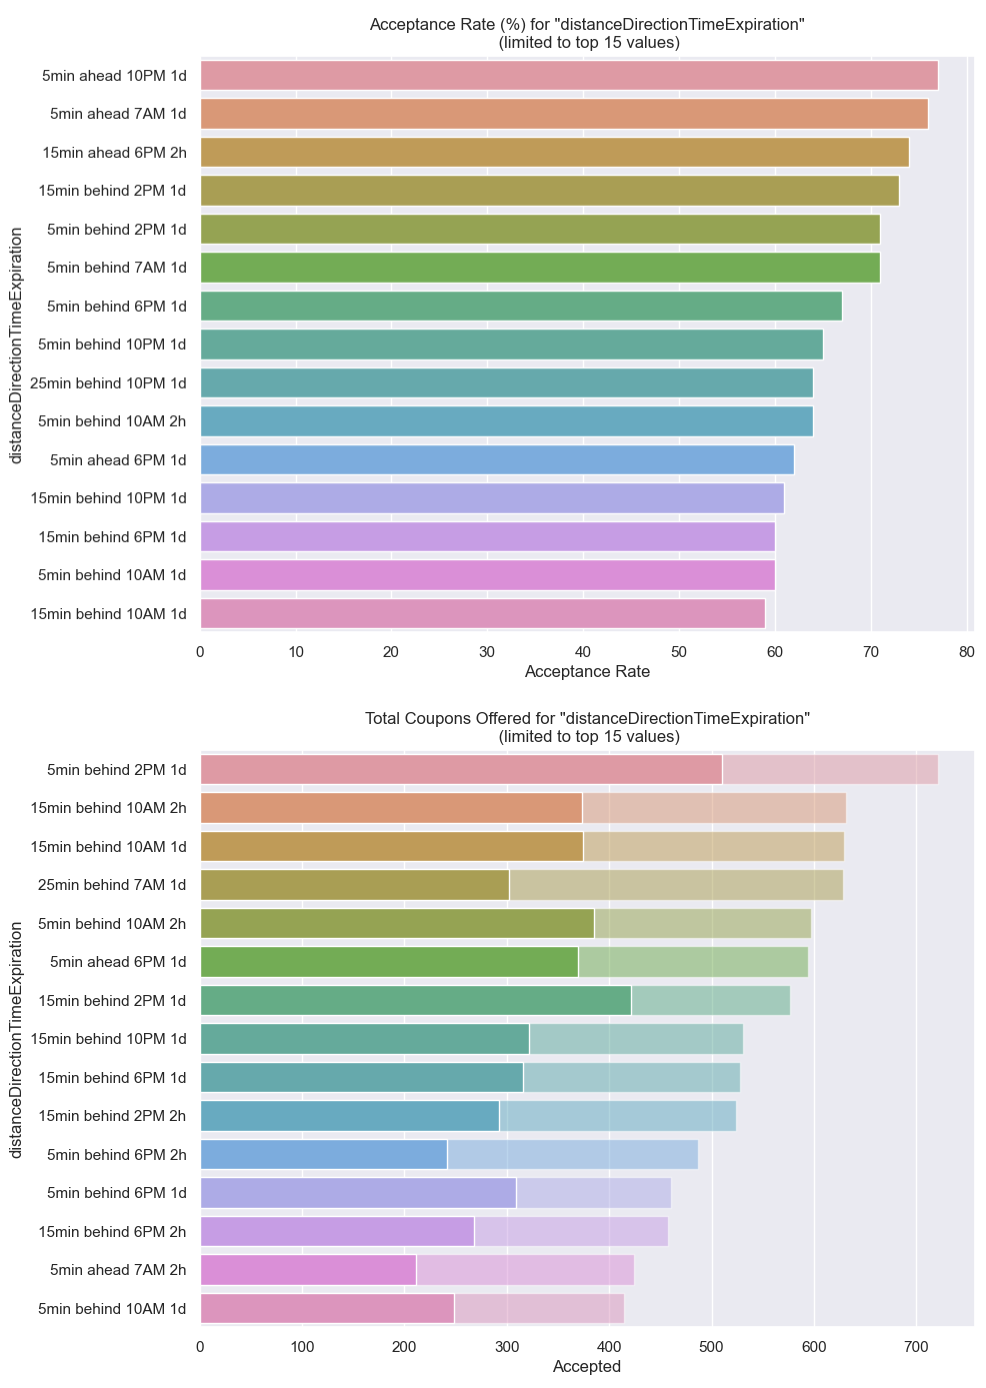 Acceptance Rate (%) for "distanceDirectionTimeExpiration"
(limited to top 15 values)
distanceDirectionTimeExpiration
5min ahead 10PM 1d
5min ahead 7AM 1d
15min ahead 6PM 2h
15min behind 2PM 1d
5min behind 2PM 1d
5min behind 7AM 1d
5min behind 6PM 1d
5min behind 10PM 1d
25min behind 10PM 1d
5min behind 10AM 2h
5min ahead 6PM 1d
15min behind 10PM 1d
15min behind 6PM 1d
5min behind 10AM 1d
15min behind 10AM 1d
0 10 20 30 40 50 60 70 80
Acceptance Rate
Total Coupons Offered for "distanceDirectionTimeExpiration"
(limited to top 15 values)
distanceDirectionTimeExpiration
5min behind 2PM 1d
15min behind 10AM 2h
15min behind 10AM 1d
25min behind 7AM 1d
5min behind 10AM 2h
5min ahead 6PM 1d
15min behind 2PM 1d
15min behind 10PM 1d
15min behind 6PM 1d
15min behind 2PM 2h
5min behind 6PM 2h
5min behind 6PM 1d
15min behind 6PM 2h
5min ahead 7AM 2h
5min behind 10AM 1d
0 100 200 300 400 500 600 700
Accepted